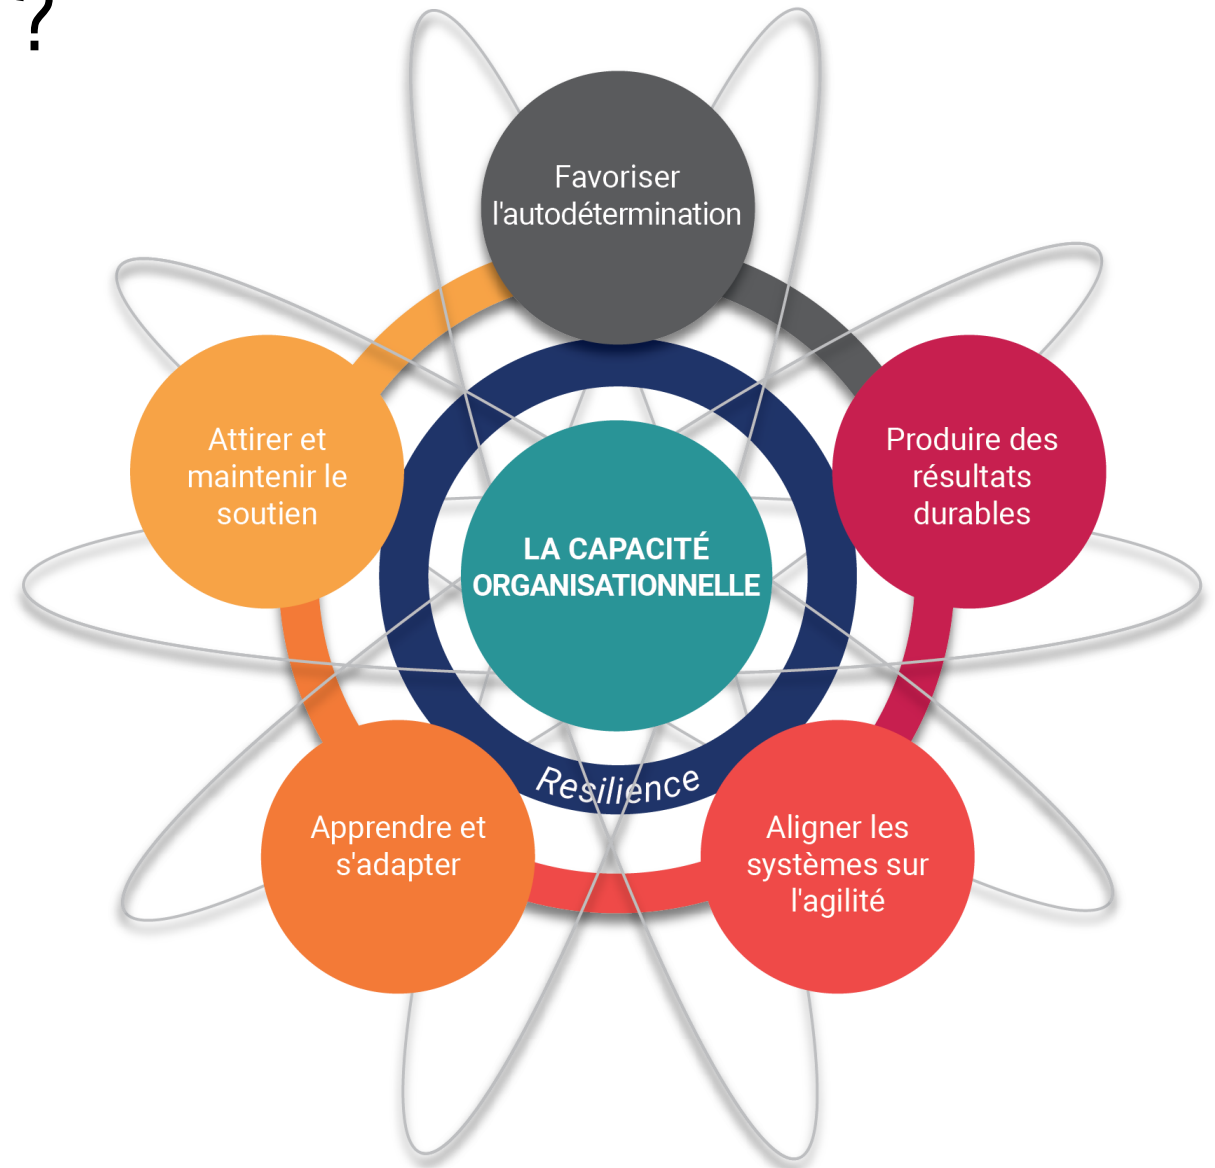 ?
Favoriser
l'autodétermination
Attirer et
maintenir le
soutien
Produire des
résultats
durables
LA CAPACITÉ
ORGANISATIONNELLE
Resilience
Apprendre et
s'adapter
Aligner les
systèmes sur
l'agilité